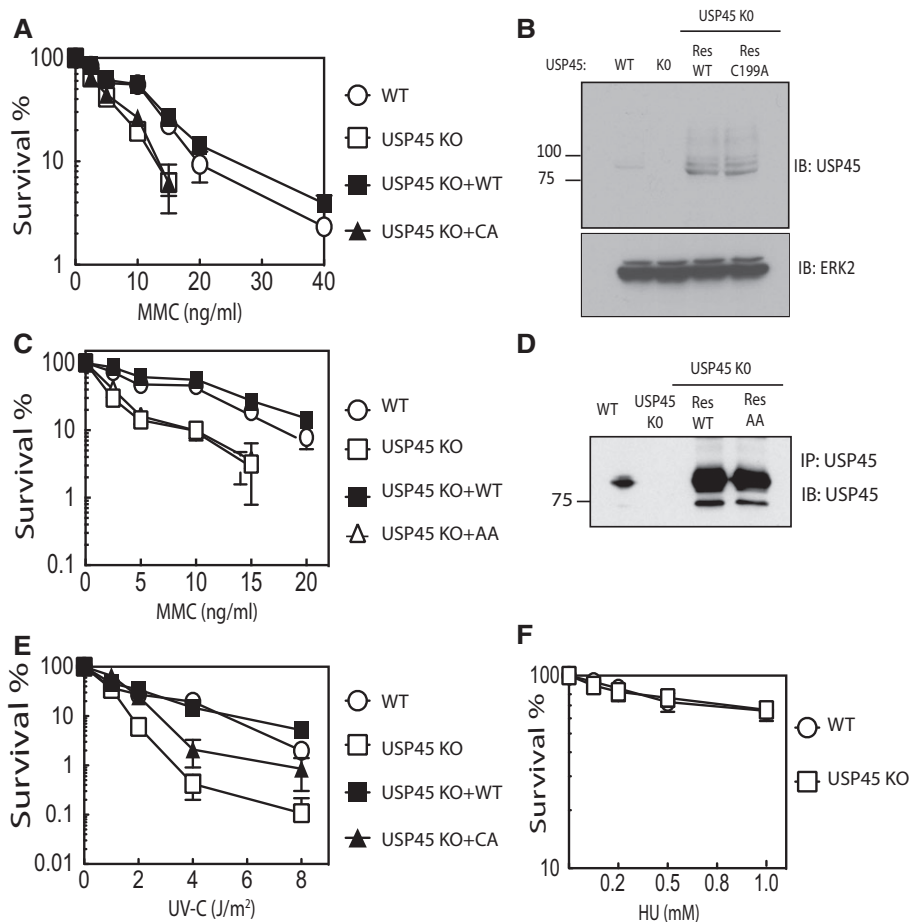 A
Survival %
100
10
1
0
10
20
30
40
MMC (ng/ml)
WT
USP45 KO
USP45 KO+WT
USP45 KO+CA
B
USP45 K0
USP45:
WT
K0
Res
WT
Res
C199A
100
75
IB: USP45
IB: ERK2
C
Survival %
100
10
1
0.1
0
5
10
15
20
MMC (ng/ml)
WT
USP45 KO
USP45 KO+WT
USP45 KO+AA
D
USP45 K0
WT
USP45
K0
Res
WT
Res
AA
75
IP: USP45
IB: USP45
E
Survival %
100
10
1
0.1
0.01
0
2
4
6
8
UV-C (J/m²)
WT
USP45 KO
USP45 KO+WT
USP45 KO+CA
F
Survival %
100
10
0.2
0.5
0.8
1.0
HU (mM)
WT
USP45 KO